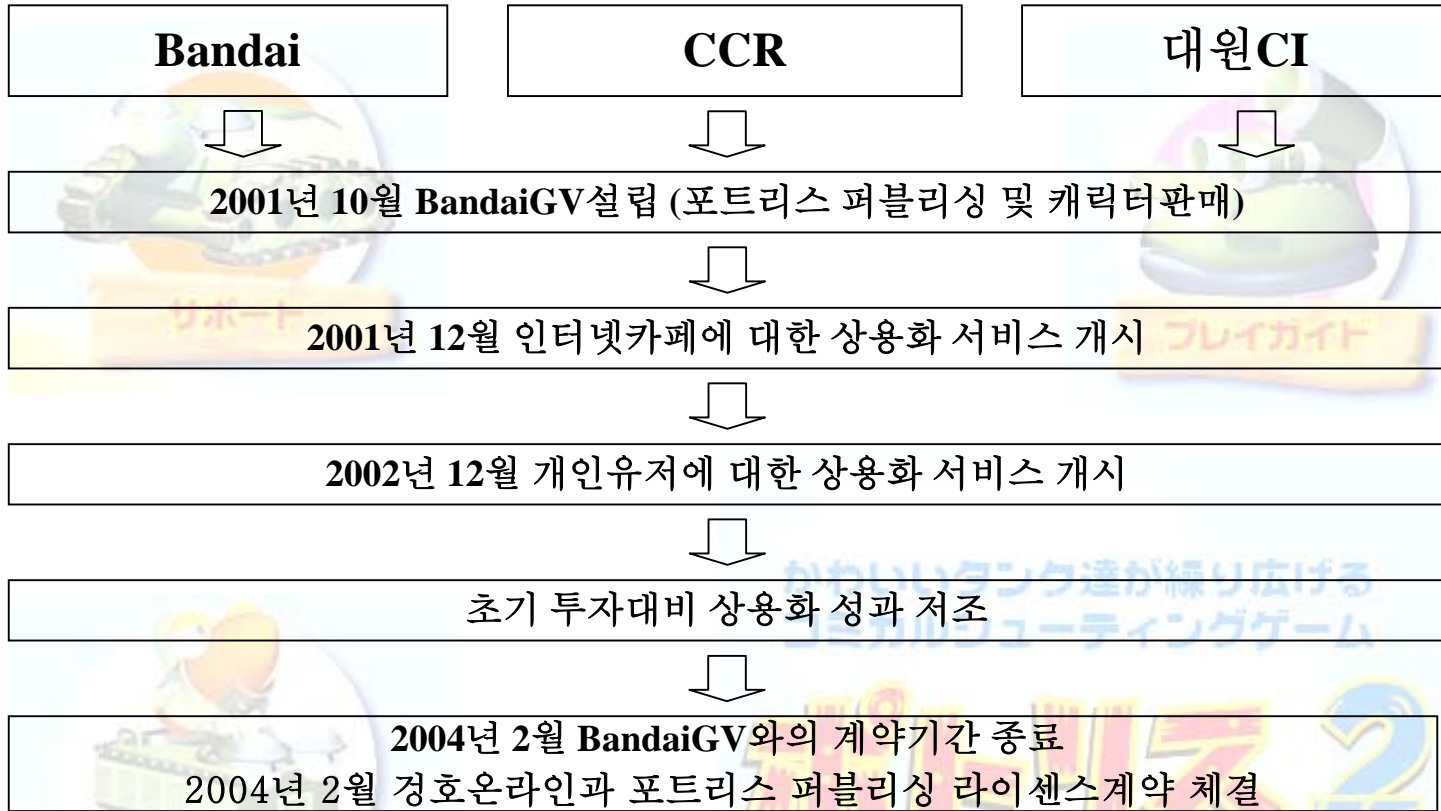 Bandai
CCR
대원CI
2001년 10월 BandaiGV설립 (포트리스 퍼블리싱 및 캐릭터판매)
サポート
2001년 12월 인터넷카페에 대한 상용화 서비스 개시
プレイガイド
2002년 12월 개인유저에 대한 상용화 서비스 개시
かわいいタンク達が繰り広げる
초기 투자대비 상용화 성과 저조
コミカルシューティングゲーム
2004년 2월 BandaiGV와의 계약기간 종료
2004년 2월 겅호온라인과 포트리스 퍼블리싱 라이센스계약 체결
2